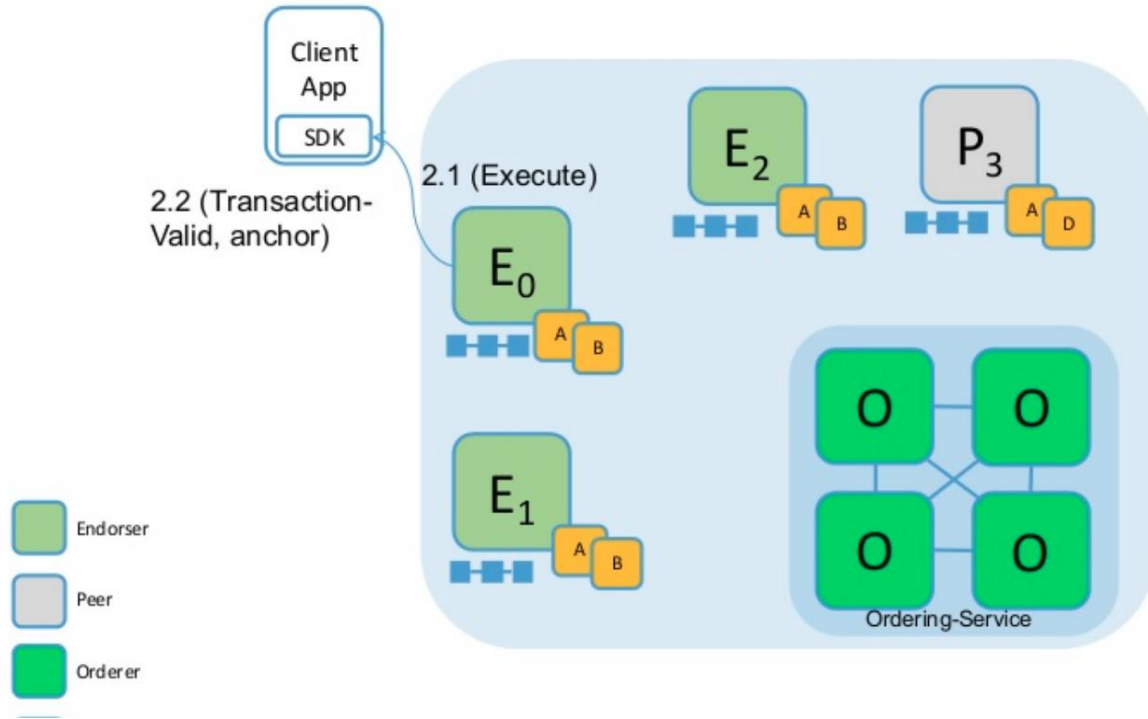 Client
App
SDK
2.1 (Execute)
2.2 (Transaction-
Valid, anchor)
E2
A
B
P3
A
D
E0
A
B
E1
A
B
O
O
O
O
Ordering-Service
Endorser
Peer
Orderer